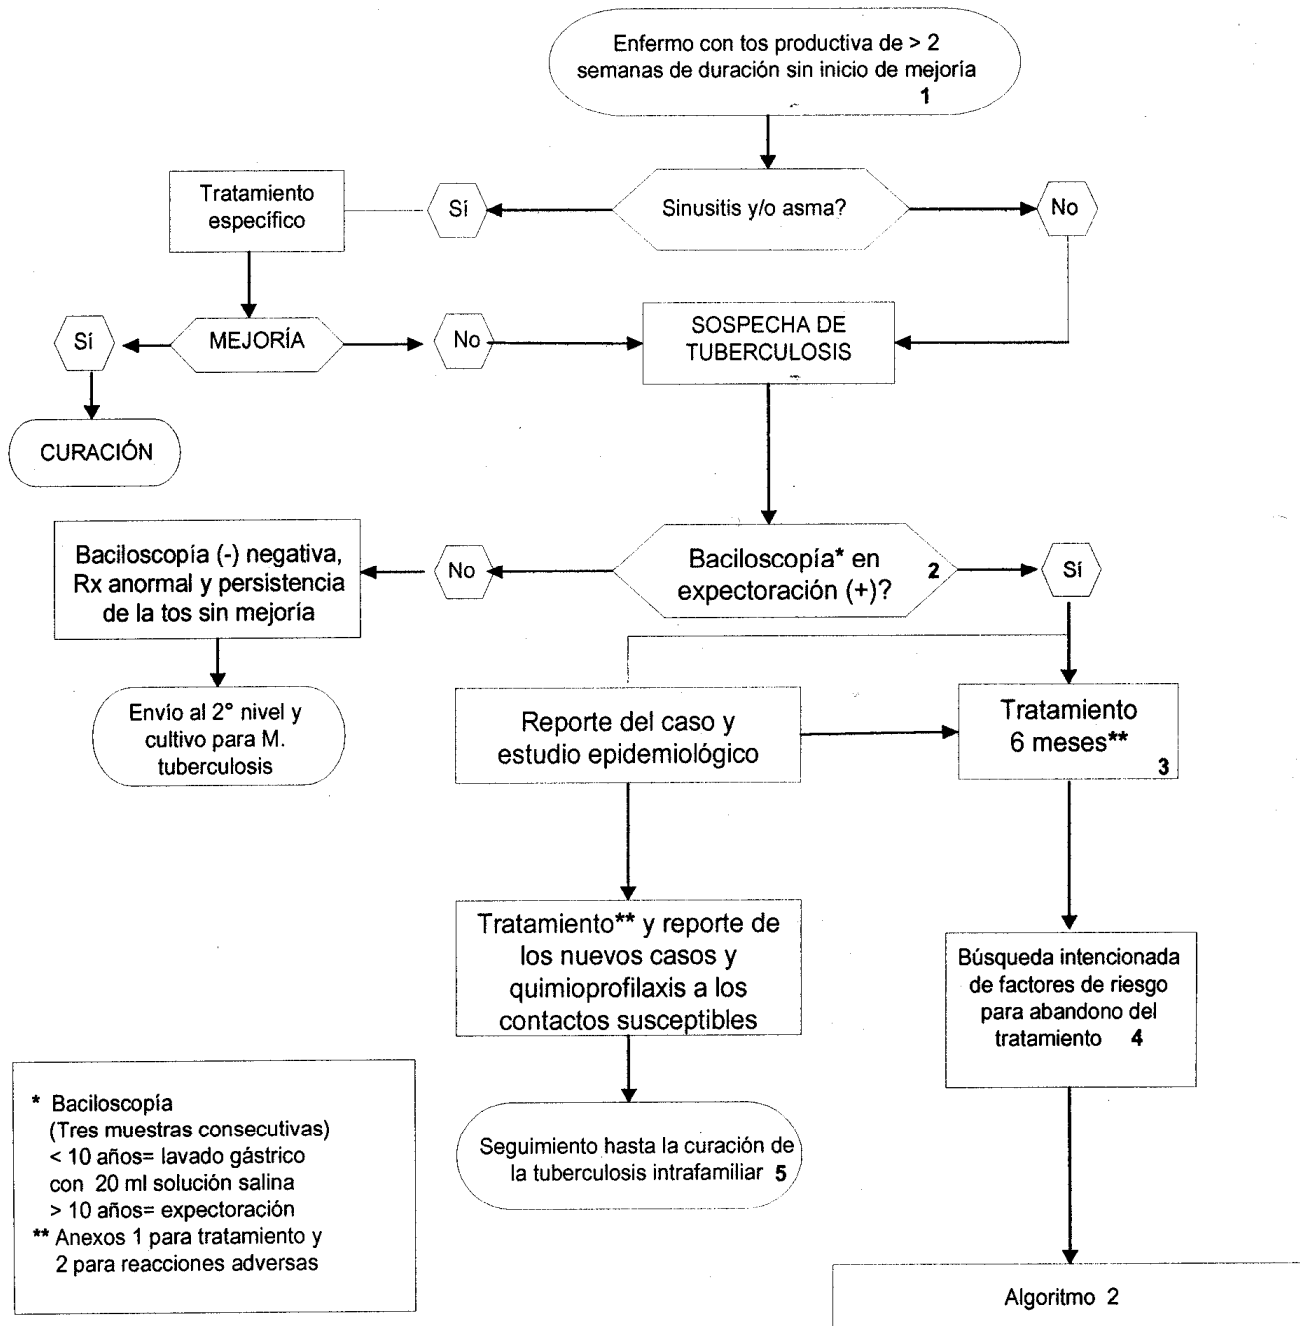 Enfermo con tos productiva de > 2
semanas de duración sin inicio de mejoría
1
Tratamiento
específico
Sí
Sinusitis y/o asma?
No
Sí
MEJORÍA
No
SOSPECHA DE
TUBERCULOSIS
CURACIÓN
Baciloscopía (-) negativa,
Rx anormal y persistencia
de la tos sin mejoría
No
Baciloscopía* en 2
expectoración (+)?
Sí
Envío al 2° nivel y
cultivo para M.
tuberculosis
Reporte del caso y
estudio epidemiológico
Tratamiento
6 meses**
3
Tratamiento** y reporte de
los nuevos casos y
quimioprofilaxis a los
contactos susceptibles
Búsqueda intencionada
de factores de riesgo
para abandono del
tratamiento 4
* Baciloscopía
(Tres muestras consecutivas)
< 10 años= lavado gástrico
con 20 ml solución salina
> 10 años= expectoración
** Anexos 1 para tratamiento y
2 para reacciones adversas
Seguimiento hasta la curación de
la tuberculosis intrafamiliar 5
Algoritmo 2